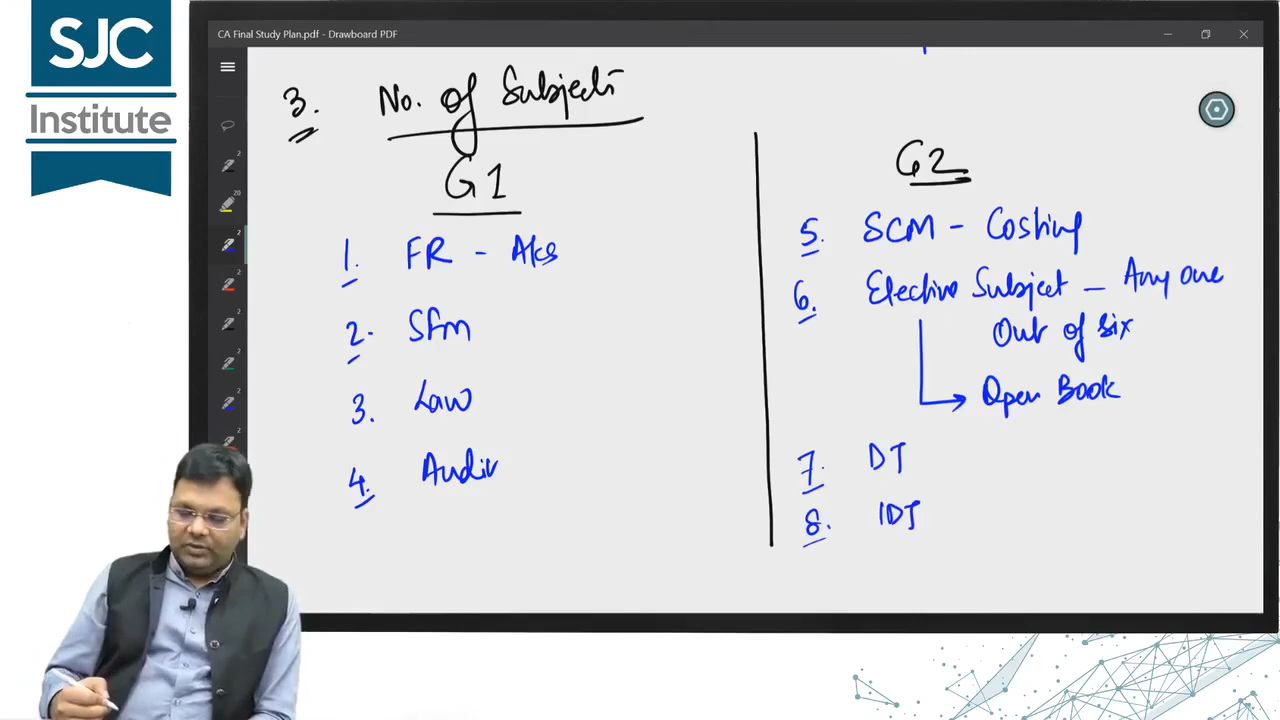 SJC
Institute
CA Final Study Plan.pdf - Drawboard PDF
3. No. of Subjects
G1
1. FR - A/cs
2. SFM
3. Law
4. Audit
G2
5. SCM - Costing
6. Elective Subject - Any one
Out of six
Open Book
7. DT
8. IDT